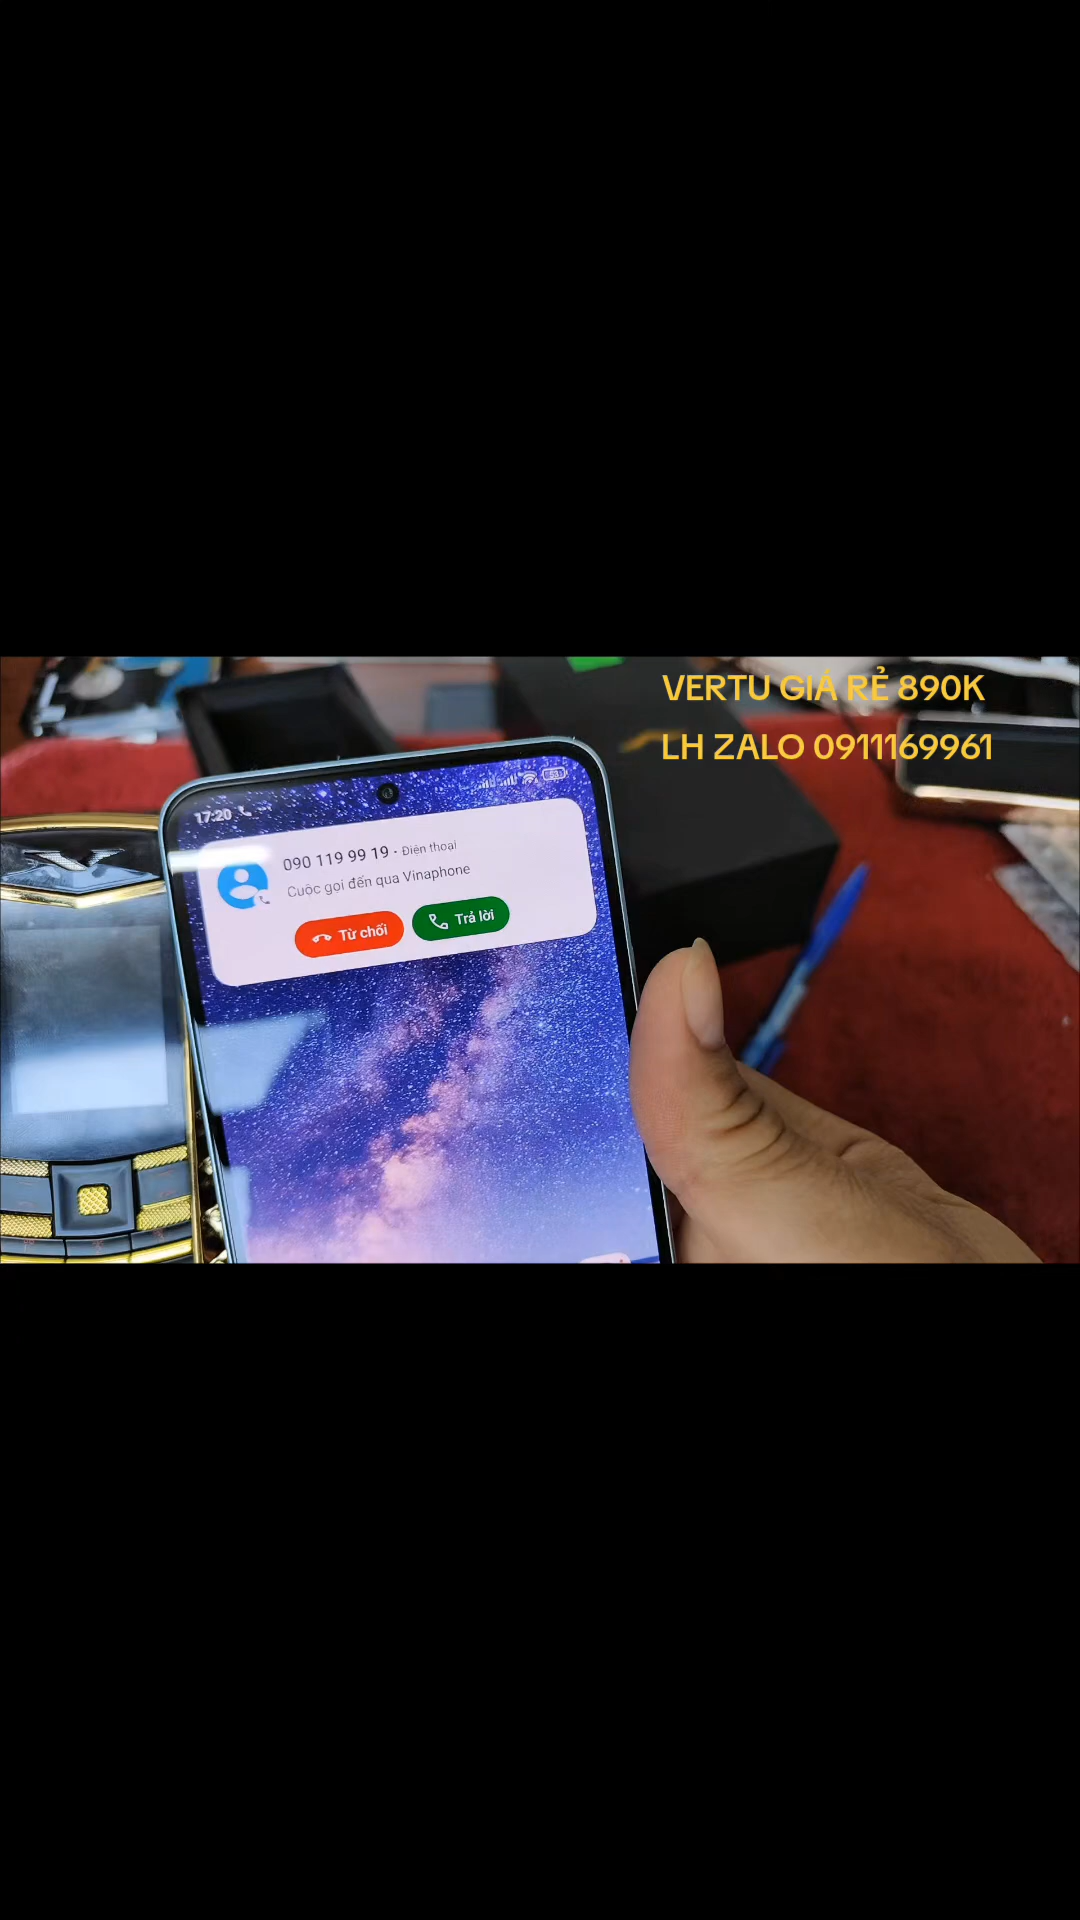 VERTU GIÁ RẺ 890K
LH ZALO 0911169961
17:20
53
090 119 99 19 • Điện thoại
Cuộc gọi đến qua Vinaphone
Từ chối
Trả lời